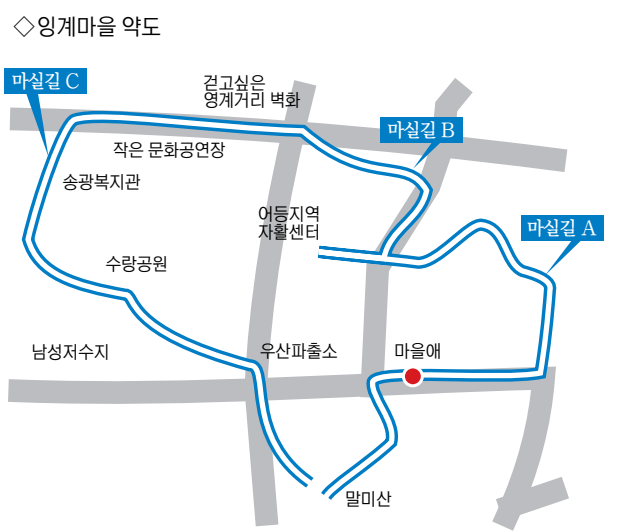 ◇잉계마을 약도
마실길 C
걷고싶은
영계거리 벽화
마실길 B
작은 문화공연장
송광복지관
어등지역
자활센터
마실길 A
수랑공원
남성저수지
우산파출소
마을애
말미산